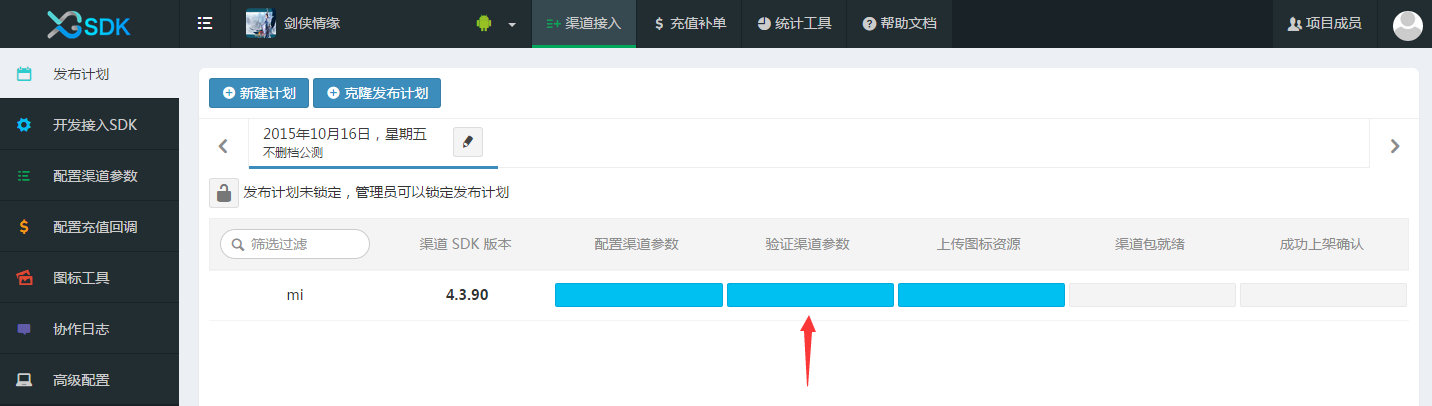 XGSDK
剑侠情缘
渠道接入
充值补单
统计工具
帮助文档
项目成员
发布计划
开发接入SDK
配置渠道参数
配置充值回调
图标工具
协作日志
高级配置
新建计划
克隆发布计划
2015年10月16日，星期五
不删档公测
发布计划未锁定，管理员可以锁定发布计划
筛选过滤
渠道 SDK 版本
配置渠道参数
验证渠道参数
上传图标资源
渠道包就绪
成功上架确认
mi
4.3.90